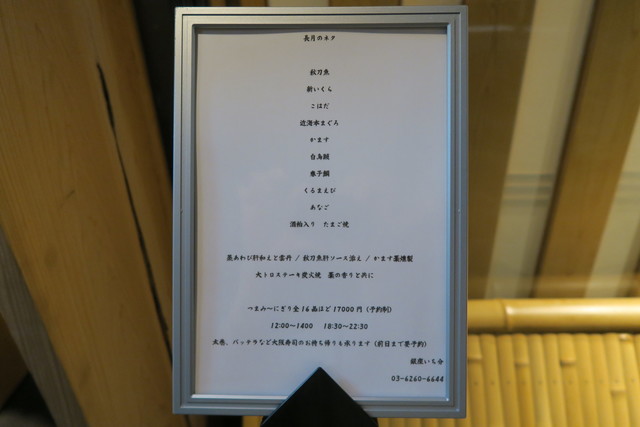 長月のネタ
秋刀魚
新いくら
こはだ
近海本まぐろ
かます
白烏賊
春子鯛
くるまえび
あなご
酒粕入り たまご焼
蒸あわび肝和えと雲丹 / 秋刀魚肝ソース添え / かます藁燻製
大トロステーキ炭火焼 藁の香りと共に
つまみ〜にぎり全16品ほど 17000円 (予約制)
12:00〜1400 18:30〜22:30
太巻、バッテラなど大阪寿司のお持ち帰りも承ります (前日まで要予約)
銀座いち分
03-6260-6644